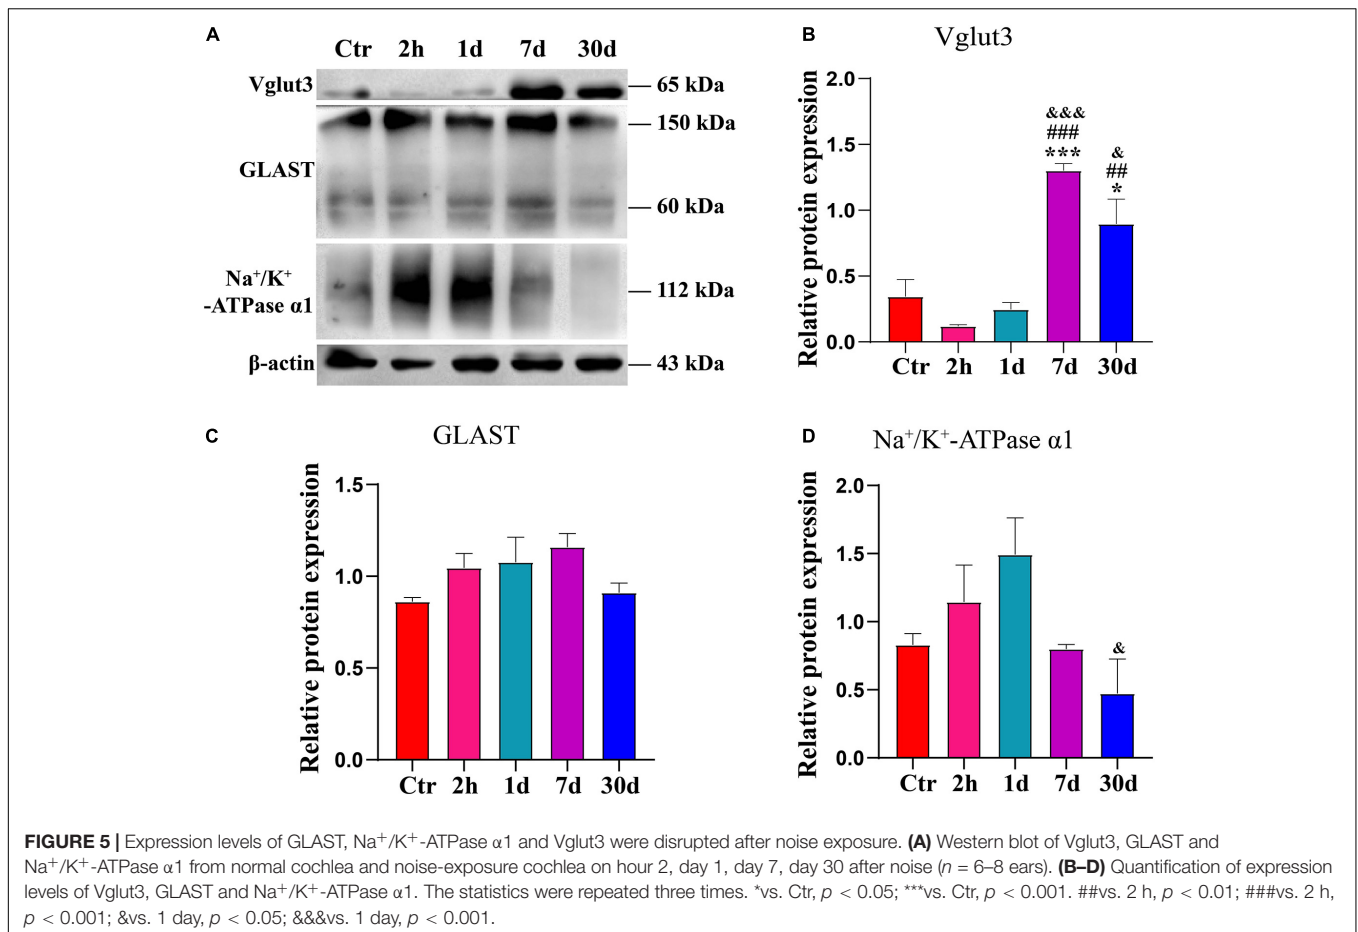 A
Ctr 2h 1d 7d 30d
Vglut3
65 kDa
150 kDa
GLAST
60 kDa
Na⁺/K⁺
-ATPase α1
112 kDa
β-actin
43 kDa
B
Vglut3
Relative protein expression
2.0
1.5
1.0
0.5
0.0
&&&
###
***
&
##
*
Ctr 2h 1d 7d 30d
C
GLAST
Relative protein expression
1.5
1.0
0.5
0.0
Ctr 2h 1d 7d 30d
D
Na⁺/K⁺-ATPase α1
Relative protein expression
2.0
1.5
1.0
0.5
0.0
&
Ctr 2h 1d 7d 30d
FIGURE 5 | Expression levels of GLAST, Na⁺/K⁺-ATPase α1 and Vglut3 were disrupted after noise exposure. (A) Western blot of Vglut3, GLAST and
Na⁺/K⁺-ATPase α1 from normal cochlea and noise-exposure cochlea on hour 2, day 1, day 7, day 30 after noise (n = 6–8 ears). (B–D) Quantification of expression
levels of Vglut3, GLAST and Na⁺/K⁺-ATPase α1. The statistics were repeated three times. *vs. Ctr, p < 0.05; ***vs. Ctr, p < 0.001. ##vs. 2 h, p < 0.01; ###vs. 2 h,
p < 0.001; &vs. 1 day, p < 0.05; &&&vs. 1 day, p < 0.001.